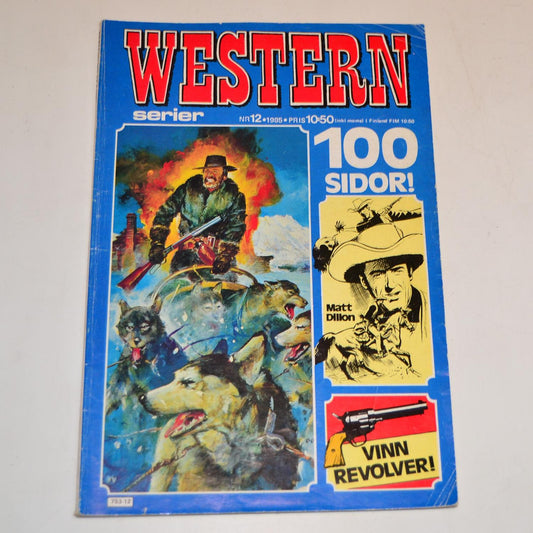 WESTERN
serier
NR 12 • 1985 • PRIS 10:50 inkl moms | Finland FIM 10:50
100
SIDOR!
Matt
Dillon
VINN
REVOLVER!
753-12